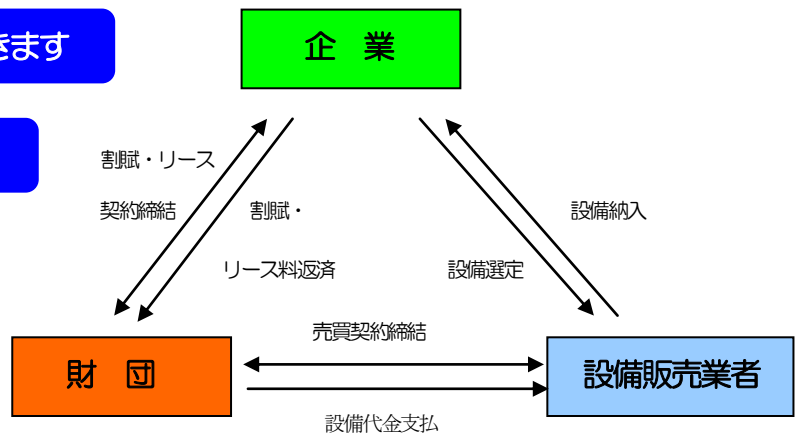 きます
企　業
割賦・リース
契約締結
割賦・
設備納入
リース料返済
設備選定
売買契約締結
財　団
設備販売業者
設備代金支払